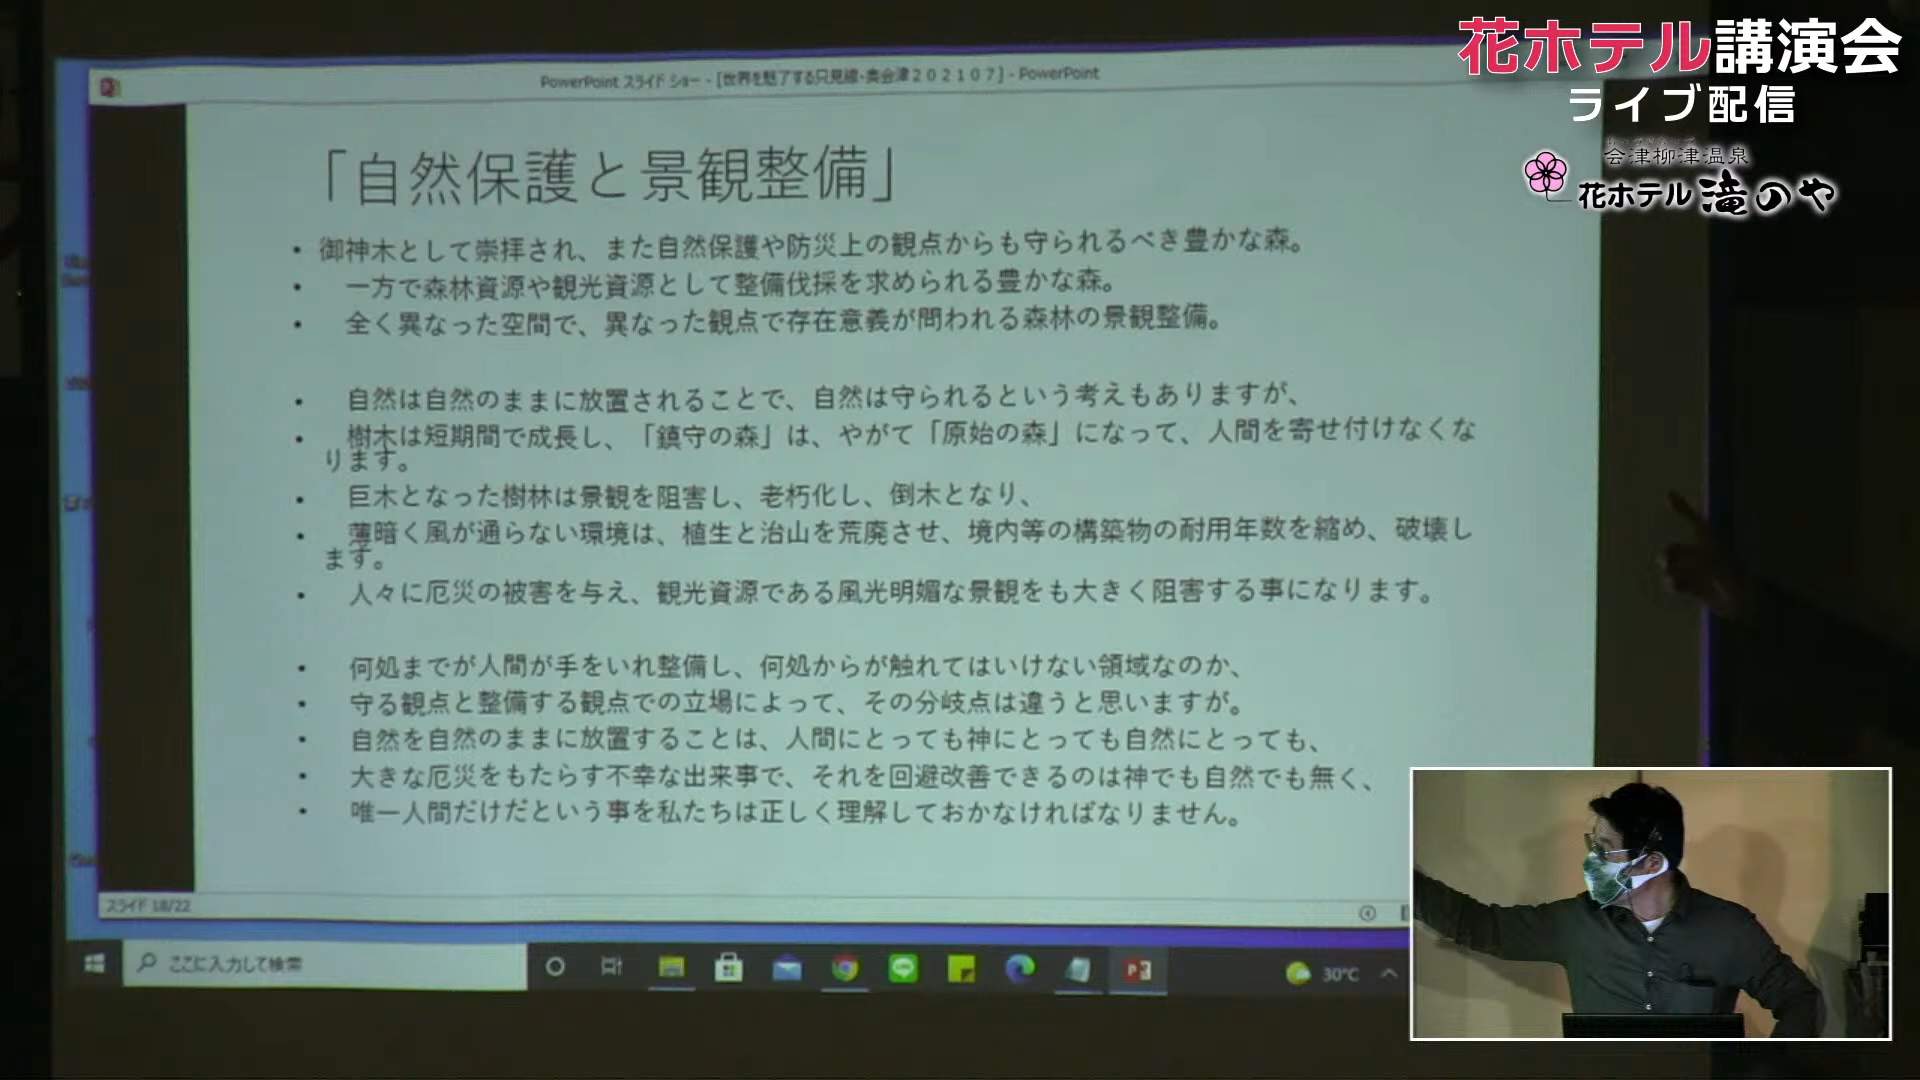 花ホテル講演会
ライブ配信
会津柳津温泉
花ホテル 滝のや
PowerPoint スライド ショー - [世界を魅了する只見線・奥会津２０２１０７] - PowerPoint
「自然保護と景観整備」
• 御神木として崇拝され、また自然保護や防災上の観点からも守られるべき豊かな森。
• 一方で森林資源や観光資源として整備伐採を求められる豊かな森。
• 全く異なった空間で、異なった観点で存在意義が問われる森林の景観整備。
• 自然は自然のままに放置されることで、自然は守られるという考えもありますが、
• 樹木は短期間で成長し、「鎮守の森」は、やがて「原始の森」になって、人間を寄せ付けなくな
ります。
• 巨木となった樹林は景観を阻害し、老朽化し、倒木となり、
• 薄暗く風が通らない環境は、植生と治山を荒廃させ、境内等の構築物の耐用年数を縮め、破壊し
ます。
• 人々に厄災の被害を与え、観光資源である風光明媚な景観をも大きく阻害する事になります。
• 何処までが人間が手をいれ整備し、何処からが触れてはいけない領域なのか、
• 守る観点と整備する観点での立場によって、その分岐点は違うと思いますが。
• 自然を自然のままに放置することは、人間にとっても神にとっても自然にとっても、
• 大きな厄災をもたらす不幸な出来事で、それを回避改善できるのは神でも自然でも無く、
• 唯一人間だけだという事を私たちは正しく理解しておかなければなりません。
スライド 18/22
ここに入力して検索
30℃